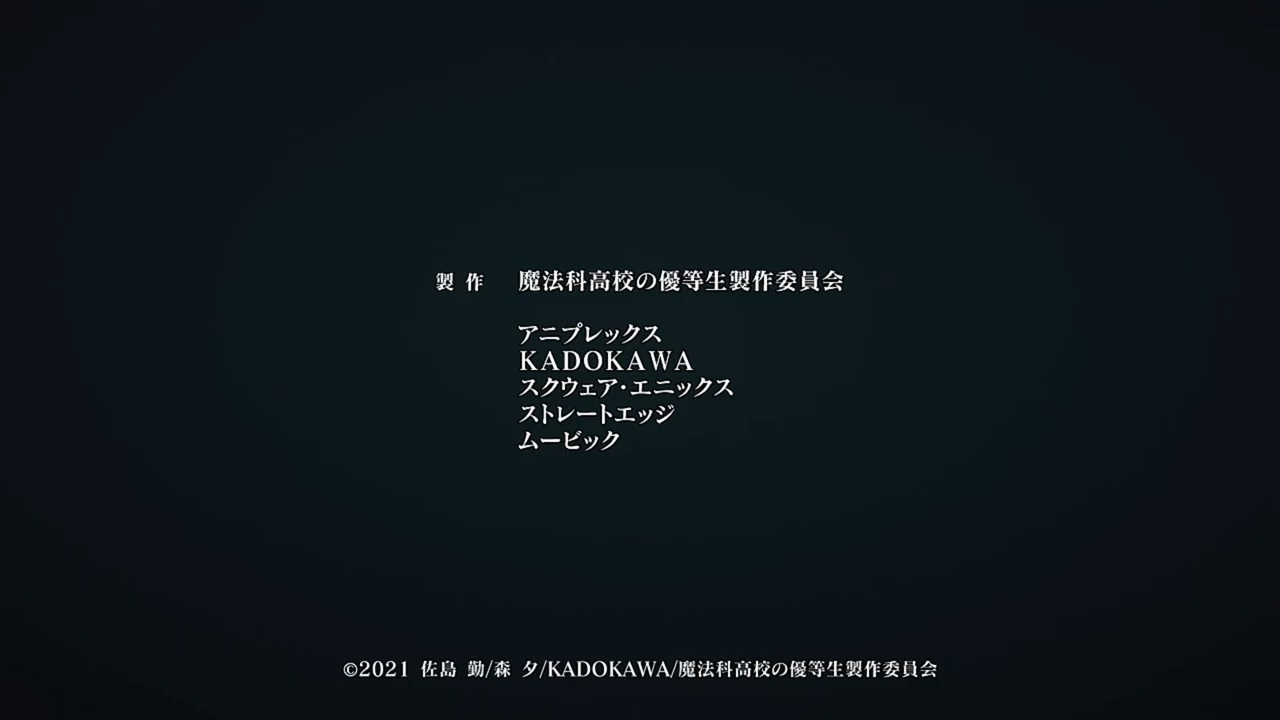 製 作 魔法科高校の優等生製作委員会
アニプレックス
KADOKAWA
スクウェア・エニックス
ストレートエッジ
ムービック
©2021 佐島 勤/森 夕/KADOKAWA/魔法科高校の優等生製作委員会